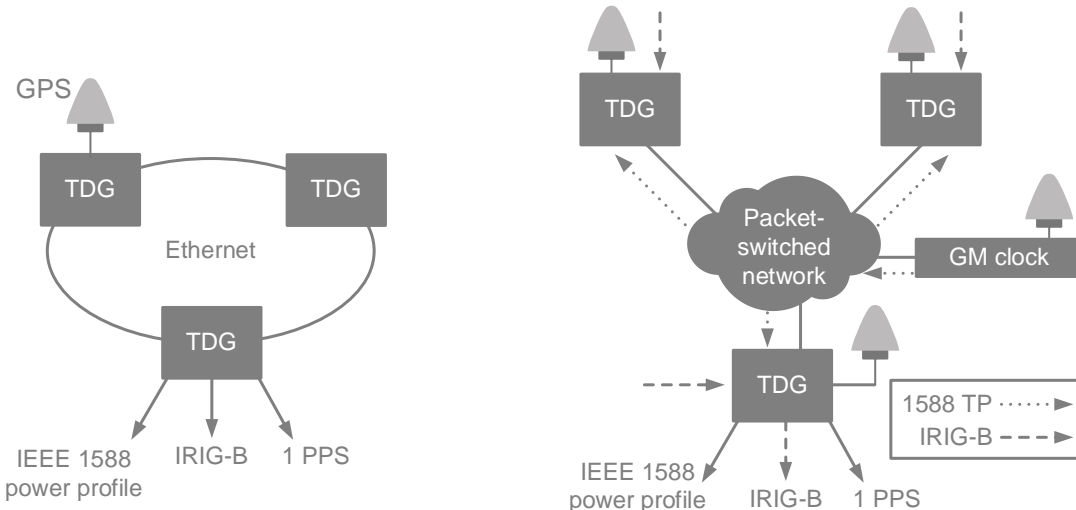 GPS
TDG
TDG
Ethernet
TDG
IEEE 1588
power profile
IRIG-B
1 PPS
TDG
TDG
Packet-
switched
network
GM clock
TDG
1588 TP
IRIG-B
IEEE 1588
power profile
IRIG-B
1 PPS